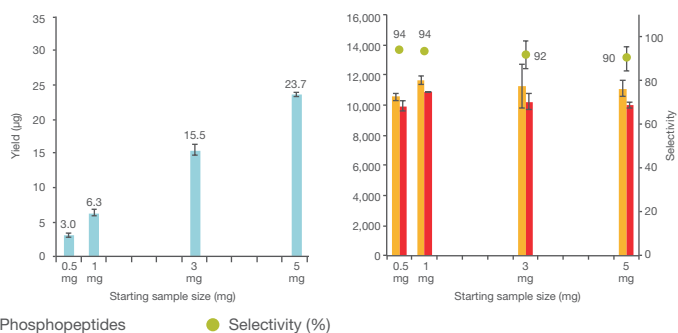 35
30
25
20
15
10
5
0
Yield (µg)
3.0
6.3
15.5
23.7
0.5 mg
1 mg
3 mg
5 mg
Starting sample size (mg)
16,000
14,000
12,000
10,000
8,000
6,000
4,000
2,000
0
94
94
92
90
100
80
60
40
20
0
Selectivity
0.5 mg
1 mg
3 mg
5 mg
Starting sample size (mg)
Phosphopeptides
Selectivity (%)